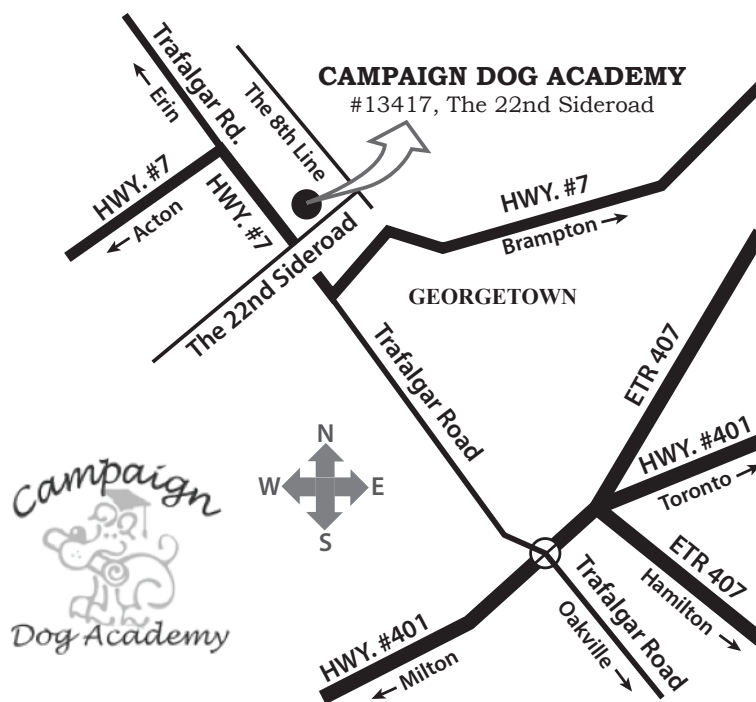 Trafalgar Rd.
← Erin
The 8th Line
CAMPAIGN DOG ACADEMY
#13417, The 22nd Sideroad
HWY. #7
← Acton
HWY. #7
The 22nd Sideroad
HWY. #7
Brampton →
GEORGETOWN
ETR 407
Trafalgar Road
HWY. #401
Toronto →
N
W E
S
ETR 407
Hamilton →
Trafalgar Road
Oakville →
HWY. #401
← Milton
Campaign
Dog Academy